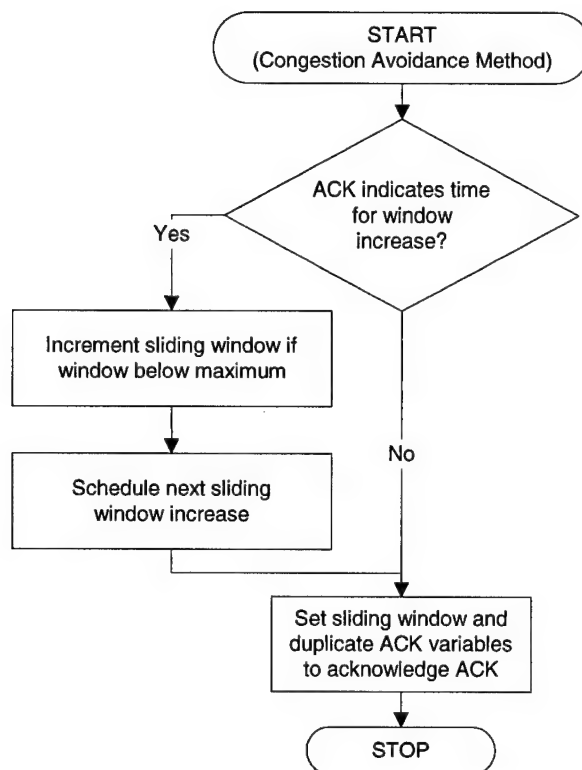 START
(Congestion Avoidance Method)
ACK indicates time
for window
increase?
Yes
Increment sliding window if
window below maximum
No
Schedule next sliding
window increase
Set sliding window and
duplicate ACK variables
to acknowledge ACK
STOP